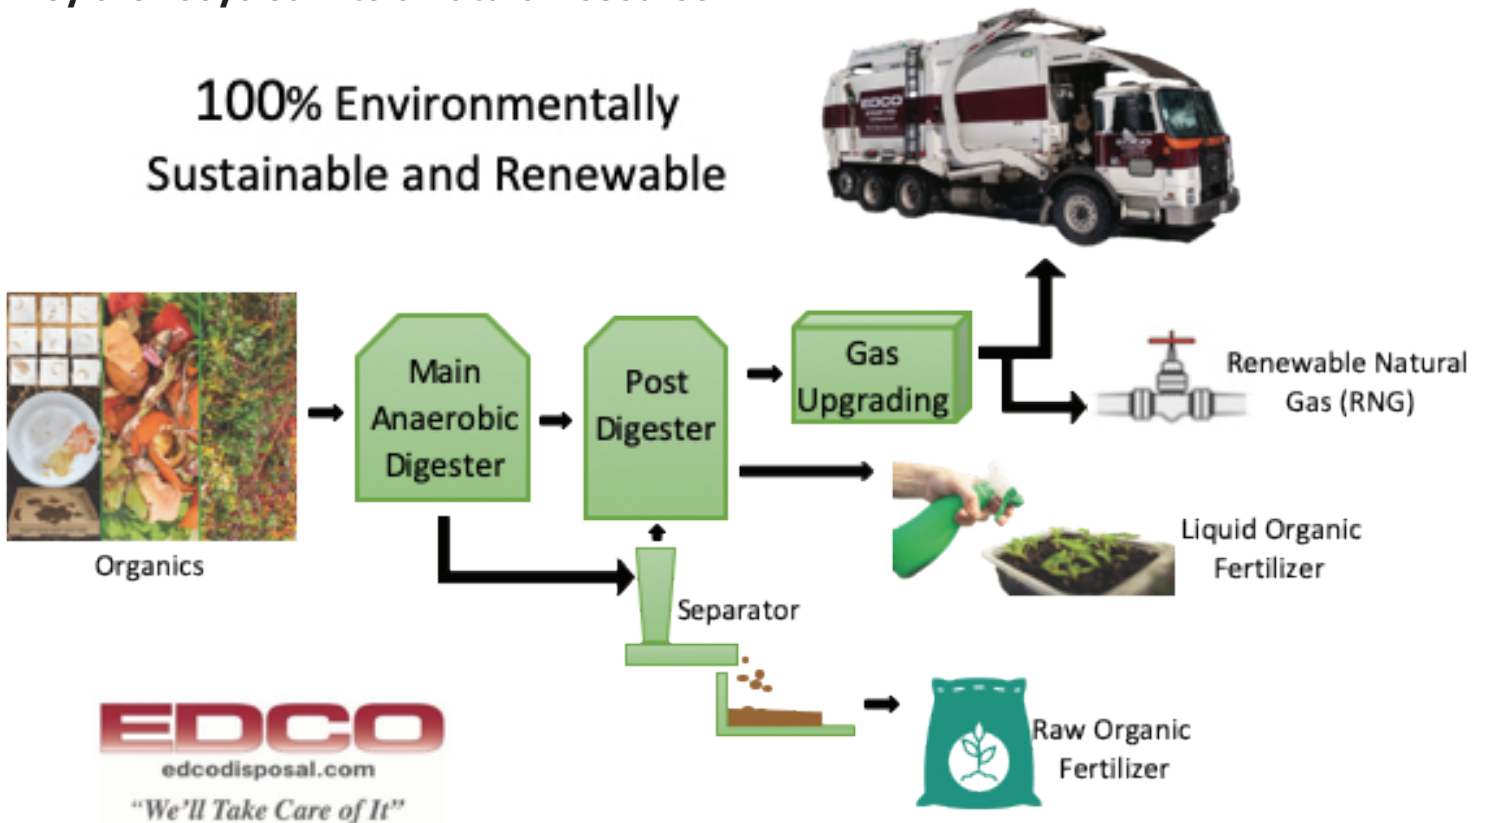 100% Environmentally
Sustainable and Renewable
EDCO
Main
Anaerobic
Digester
Post
Digester
Gas
Upgrading
Renewable Natural
Gas (RNG)
Organics
Liquid Organic
Fertilizer
Separator
Raw Organic
Fertilizer
EDCO
edcodisposal.com
“We’ll Take Care of It”